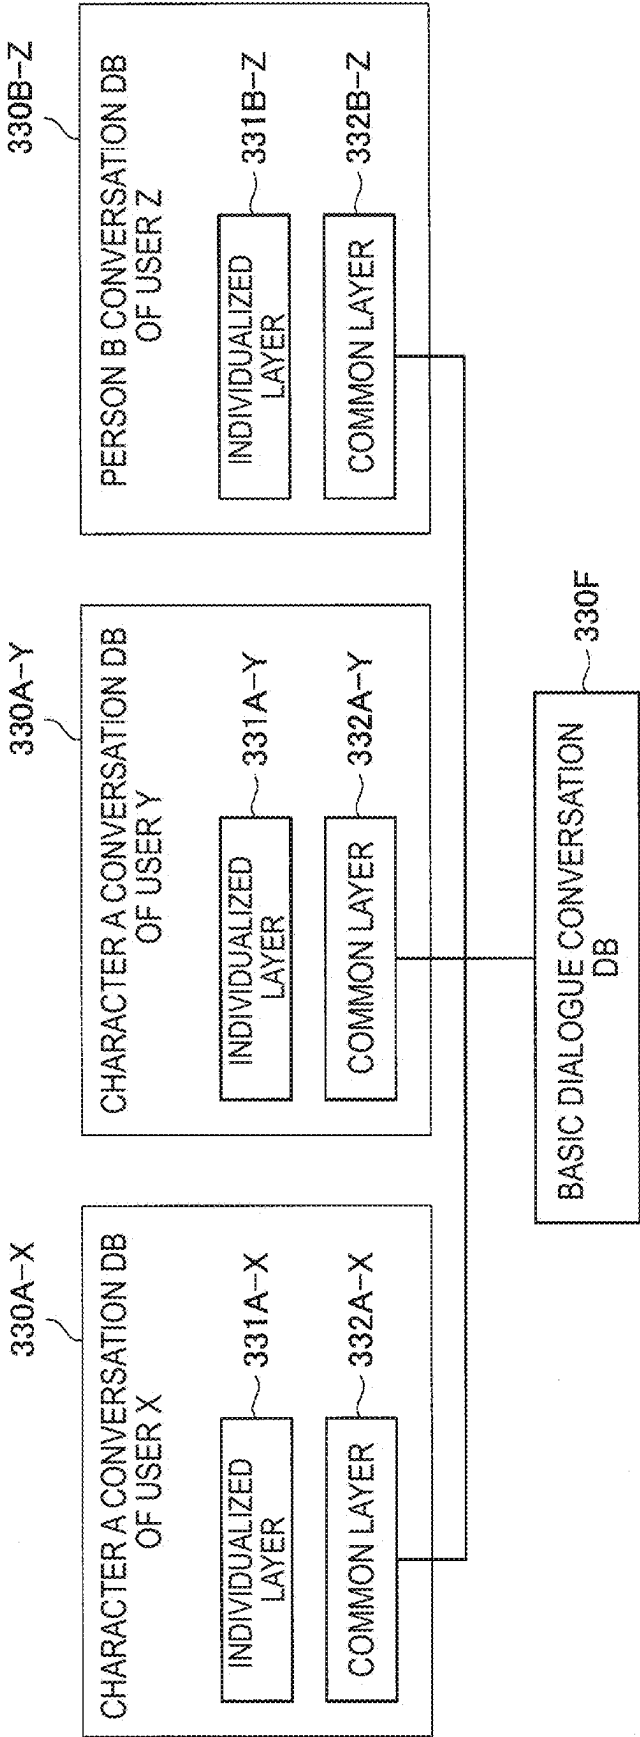 330A-X
CHARACTER A CONVERSATION DB
OF USER X
INDIVIDUALIZED
LAYER
331A-X
COMMON LAYER
332A-X
330A-Y
CHARACTER A CONVERSATION DB
OF USER Y
INDIVIDUALIZED
LAYER
331A-Y
COMMON LAYER
332A-Y
330B-Z
PERSON B CONVERSATION DB
OF USER Z
INDIVIDUALIZED
LAYER
331B-Z
COMMON LAYER
332B-Z
330F
BASIC DIALOGUE CONVERSATION
DB